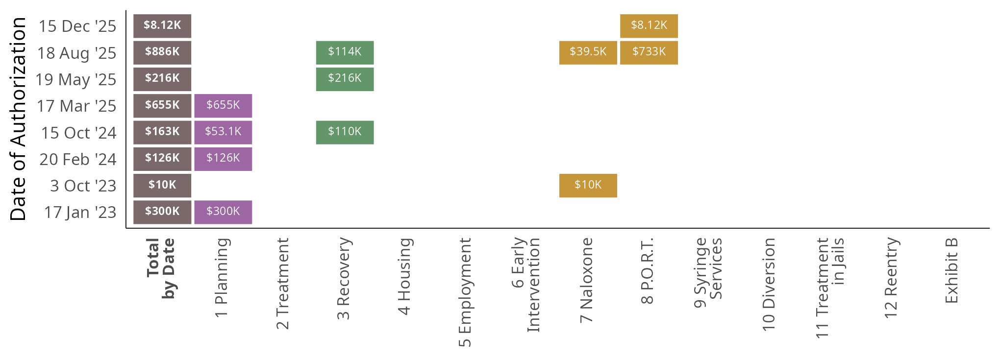 Date of Authorization
15 Dec '25 $8.12K $8.12K
18 Aug '25 $886K $114K $39.5K $733K
19 May '25 $216K $216K
17 Mar '25 $655K $655K
15 Oct '24 $163K $53.1K $110K
20 Feb '24 $126K $126K
3 Oct '23 $10K $10K
17 Jan '23 $300K $300K
Total
by Date
1 Planning
2 Treatment
3 Recovery
4 Housing
5 Employment
6 Early
Intervention
7 Naloxone
8 P.O.R.T.
9 Syringe
Services
10 Diversion
11 Treatment
in Jails
12 Reentry
Exhibit B